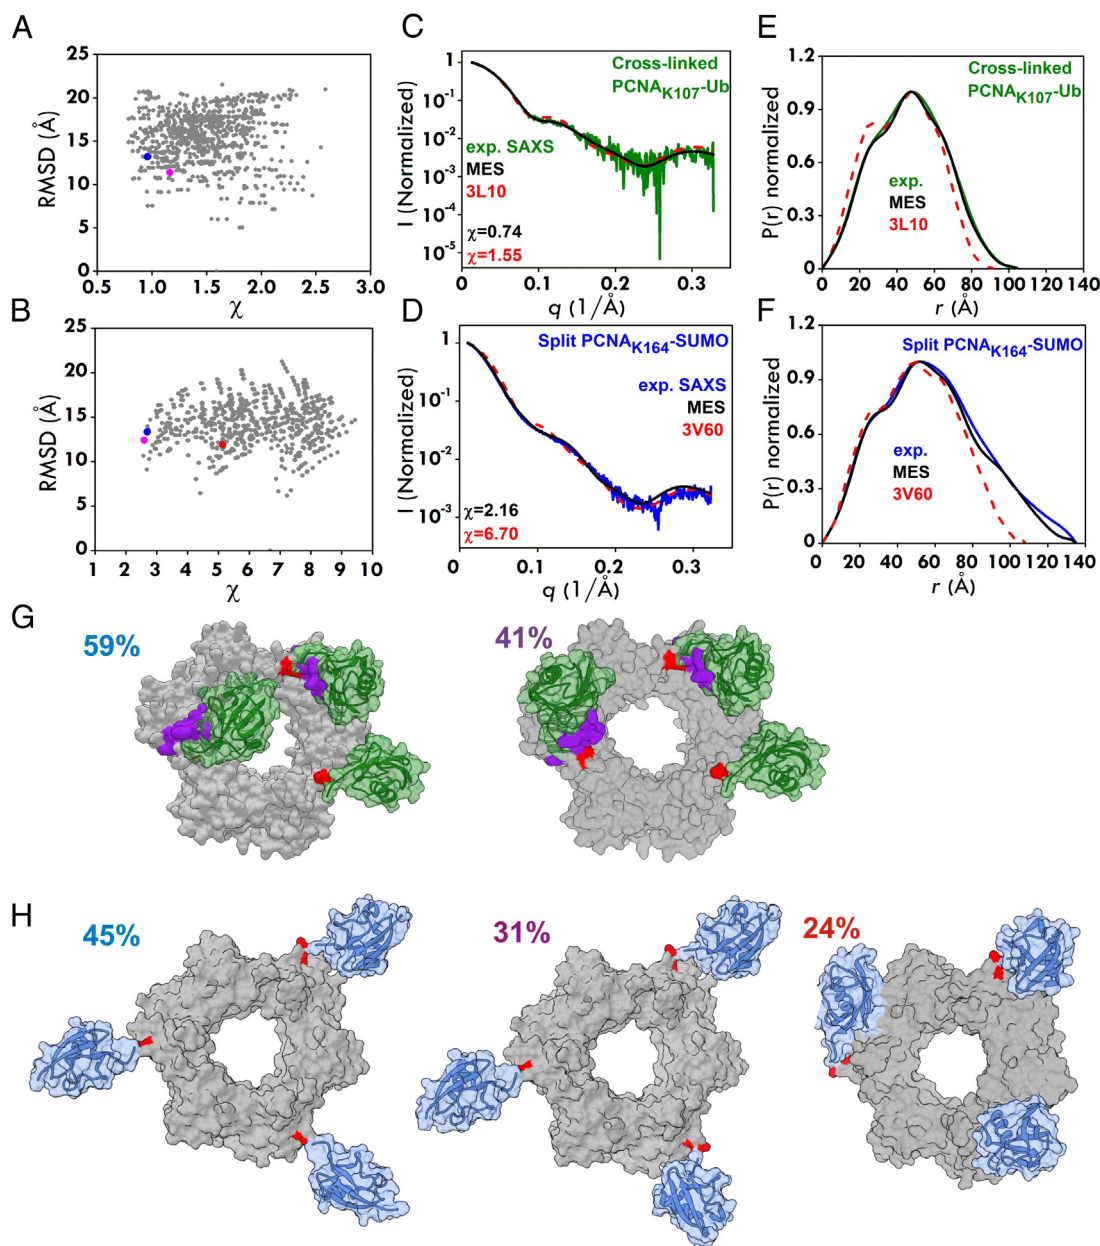 A
RMSD (Å)
25
20
15
10
5
0
0.5 1.0 1.5 2.0 2.5 3.0
χ
B
RMSD (Å)
25
20
15
10
5
0
1 2 3 4 5 6 7 8 9 10
χ
C
I (Normalized)
1
10-1
10-2
10-3
10-4
10-5
Cross-linked
PCNAK107-Ub
exp. SAXS
MES
3L10
χ=0.74
χ=1.55
0 0.1 0.2 0.3
q (1/Å)
D
I (Normalized)
1
10-1
10-2
10-3
Split PCNAK164-SUMO
exp. SAXS
MES
3V60
χ=2.16
χ=6.70
0 0.1 0.2 0.3
q (1/Å)
E
P(r) normalized
1.2
0.9
0.6
0.3
0
Cross-linked
PCNAK107-Ub
exp.
MES
3L10
0 20 40 60 80 100 120 140
r (Å)
F
P(r) normalized
1.2
0.9
0.6
0.3
0
Split PCNAK164-SUMO
exp.
MES
3V60
0 20 40 60 80 100 120 140
r (Å)
G
59%
41%
H
45%
31%
24%